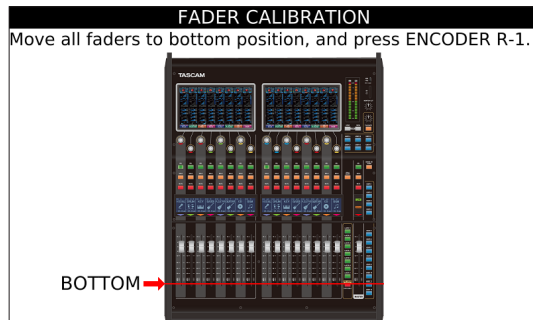 FADER CALIBRATION
Move all faders to bottom position, and press ENCODER R-1.
TASCAM
BOTTOM